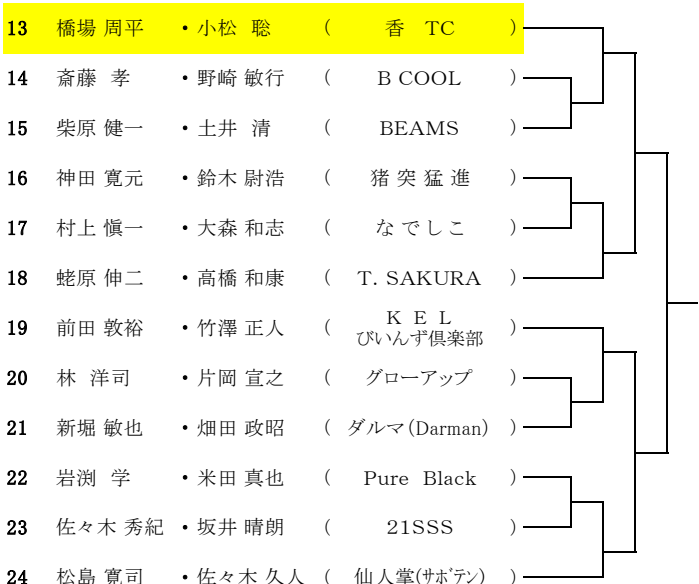 13 橋場 周平 ・小松 聡 ( 香 TC )
14 斎藤 孝 ・野崎 敏行 ( B COOL )
15 柴原 健一 ・土井 清 ( BEAMS )
16 神田 寛元 ・鈴木 尉浩 ( 猪 突 猛 進 )
17 村上 愼一 ・大森 和志 ( な で し こ )
18 蛯原 伸二 ・高橋 和康 ( T. SAKURA )
19 前田 敦裕 ・竹澤 正人 ( K E L びいんず倶楽部 )
20 林 洋司 ・片岡 宣之 ( グローアップ )
21 新堀 敏也 ・畑田 政昭 ( ダルマ(Darman) )
22 岩渕 学 ・米田 真也 ( Pure Black )
23 佐々木 秀紀 ・坂井 晴朗 ( 21SSS )
24 松島 寛司 ・佐々木 久人 ( 仙人掌(ｻﾎﾞﾃﾝ) )